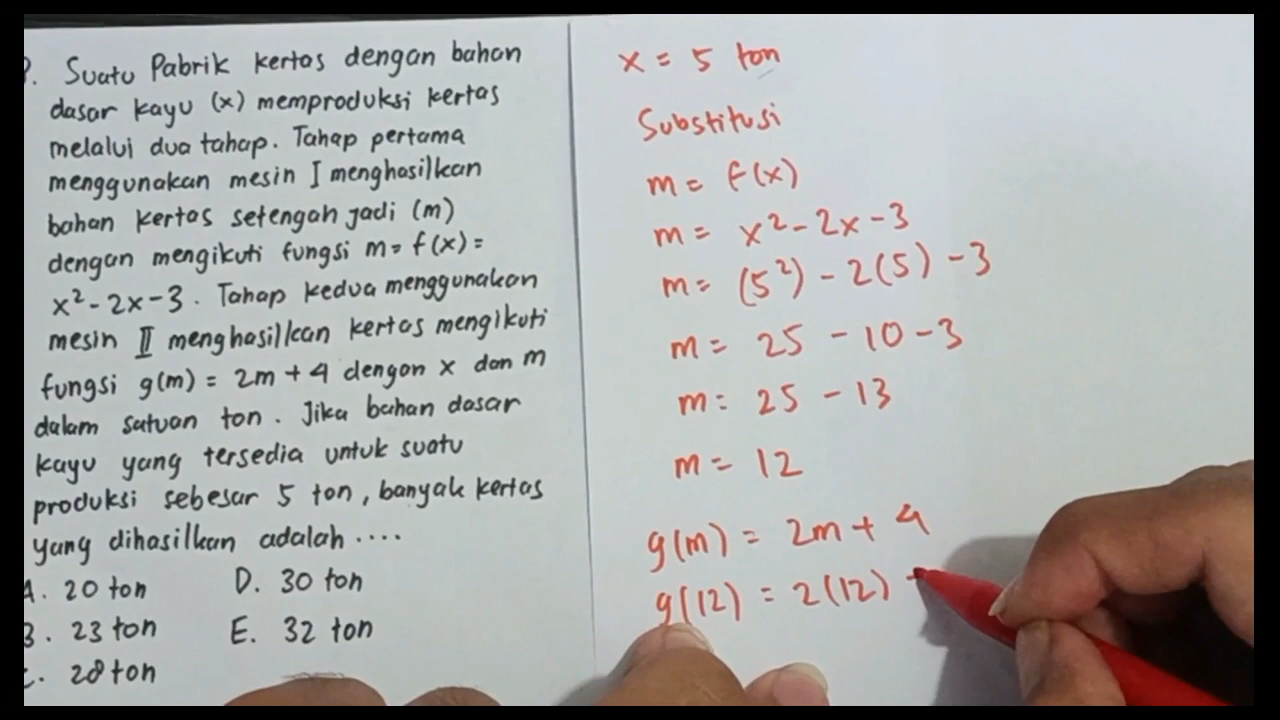 . Suatu Pabrik kertas dengan bahan
dasar kayu (x) memproduksi kertas
melalui dua tahap. Tahap pertama
menggunakan mesin I menghasilkan
bahan kertas setengah jadi (m)
dengan mengikuti fungsi m = f(x) =
x² - 2x - 3. Tahap kedua menggunakan
mesin II menghasilkan kertas mengikuti
fungsi g(m) = 2m + 4 dengan x dan m
dalam satuan ton. Jika bahan dasar
kayu yang tersedia untuk suatu
produksi sebesar 5 ton, banyak kertas
yang dihasilkan adalah ....
A. 20 ton D. 30 ton
B. 23 ton E. 32 ton
C. 28 ton
x = 5 ton
Substitusi
m = f(x)
m = x² - 2x - 3
m = (5²) - 2(5) - 3
m = 25 - 10 - 3
m = 25 - 13
m = 12
g(m) = 2m + 4
g(12) = 2(12)